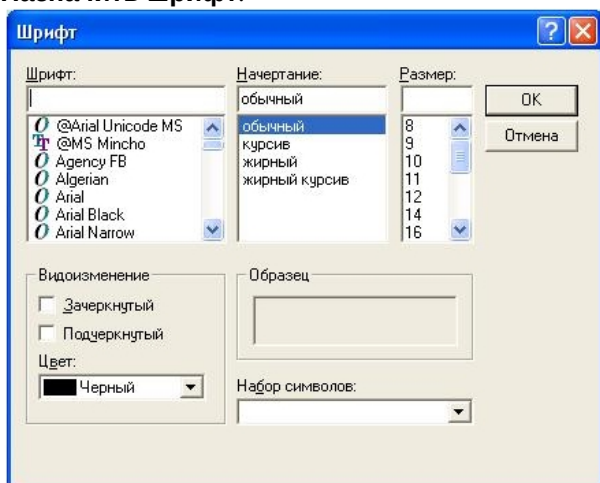 Назначить шрифт.
Шрифт
Шрифт: Начертание: Размер:
обычный
OK
Отмена
@Arial Unicode MS
@MS Mincho
Agency FB
Algerian
Arial
Arial Black
Arial Narrow
обычный
курсив
жирный
жирный курсив
8
9
10
11
12
14
16
Видоизменение
Зачеркнутый
Подчеркнутый
Цвет:
Черный
Образец
Набор символов: